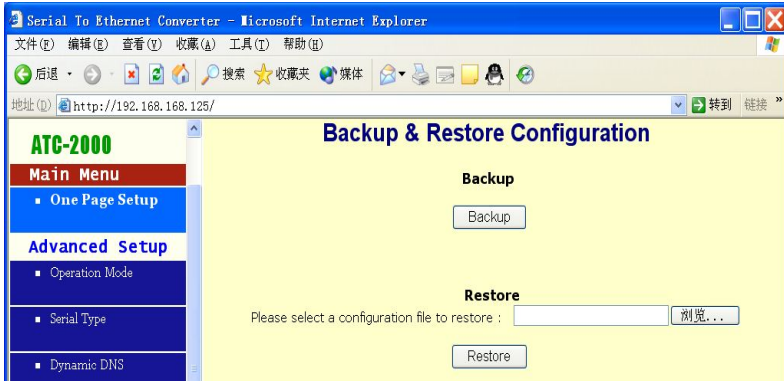 Serial To Ethernet Converter - Microsoft Internet Explorer
文件(F) 编辑(E) 查看(V) 收藏(A) 工具(T) 帮助(H)
后退 搜索 收藏夹 媒体
地址(D) http://192.168.168.125/ 转到 链接 »
ATC-2000
Main Menu
One Page Setup
Advanced Setup
Operation Mode
Serial Type
Dynamic DNS
Backup & Restore Configuration
Backup
Backup
Restore
Please select a configuration file to restore : 浏览...
Restore